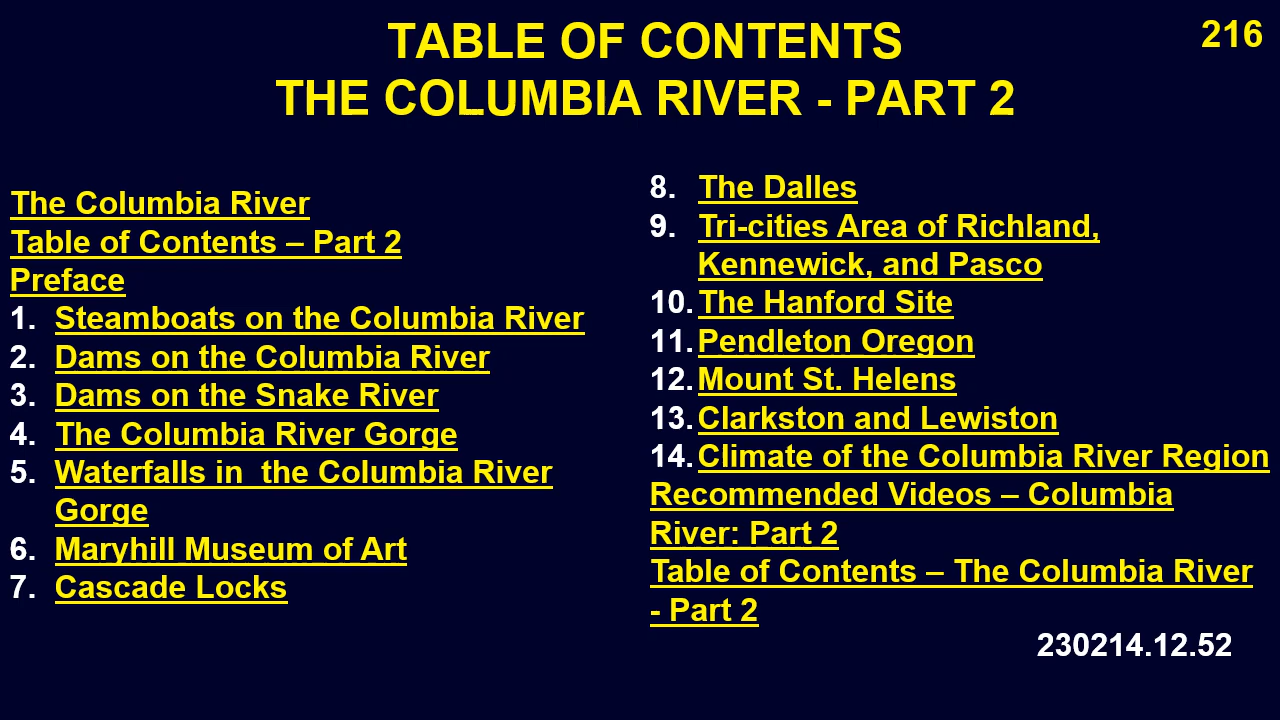 TABLE OF CONTENTS
THE COLUMBIA RIVER - PART 2
216
The Columbia River
Table of Contents – Part 2
Preface
1. Steamboats on the Columbia River
2. Dams on the Columbia River
3. Dams on the Snake River
4. The Columbia River Gorge
5. Waterfalls in  the Columbia River
Gorge
6. Maryhill Museum of Art
7. Cascade Locks
8. The Dalles
9. Tri-cities Area of Richland,
Kennewick, and Pasco
10. The Hanford Site
11. Pendleton Oregon
12. Mount St. Helens
13. Clarkston and Lewiston
14. Climate of the Columbia River Region
Recommended Videos – Columbia
River: Part 2
Table of Contents – The Columbia River
- Part 2
230214.12.52